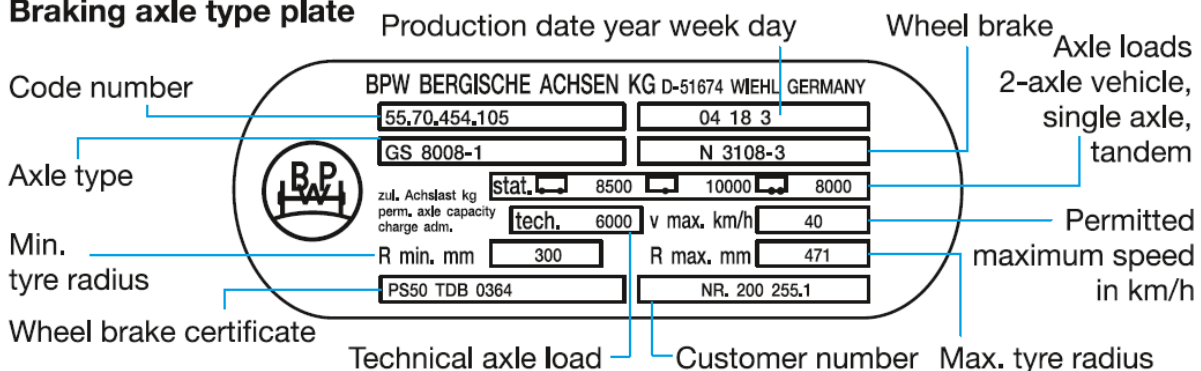 Braking axle type plate
Production date year week day
Wheel brake
Axle loads
2-axle vehicle,
single axle,
tandem
Code number
BPW BERGISCHE ACHSEN KG D-51674 WIEHL GERMANY
55.70.454.105 04 18 3
GS 8008-1 N 3108-3
Axle type
BPW
zul. Achslast kg
perm. axle capacity
charge adm.
stat. 8500 10000 8000
tech. 6000 v max. km/h 40
Permitted
maximum speed
in km/h
Min.
tyre radius
R min. mm 300 R max. mm 471
PS50 TDB 0364 NR. 200 255.1
Wheel brake certificate
Technical axle load
Customer number
Max. tyre radius